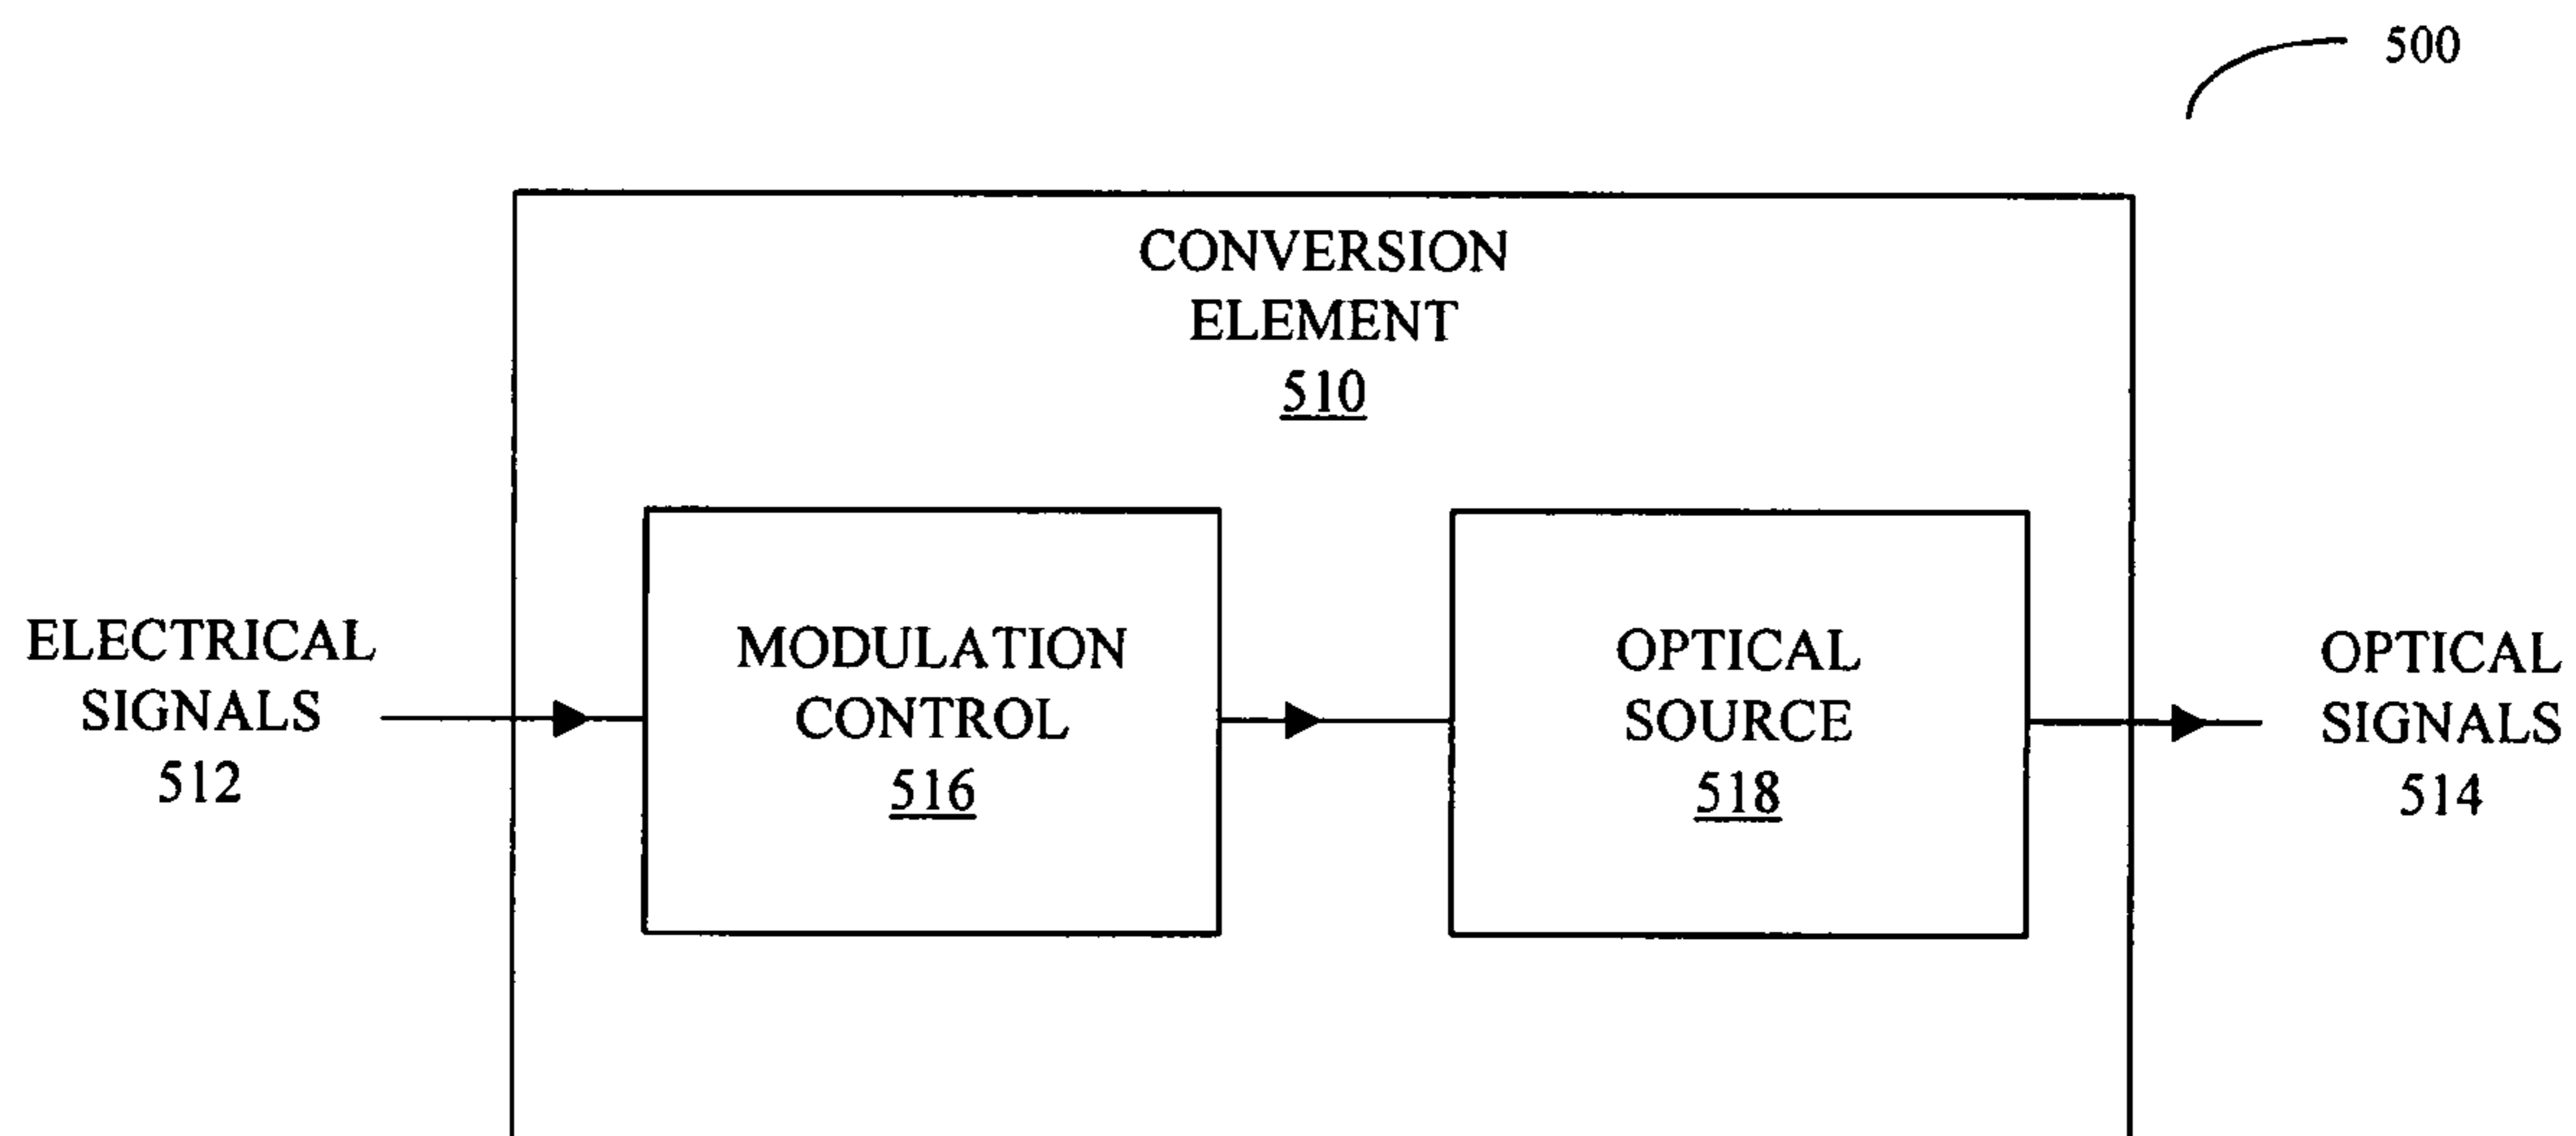 500
CONVERSION
ELEMENT
510
ELECTRICAL
SIGNALS
512
MODULATION
CONTROL
516
OPTICAL
SOURCE
518
OPTICAL
SIGNALS
514